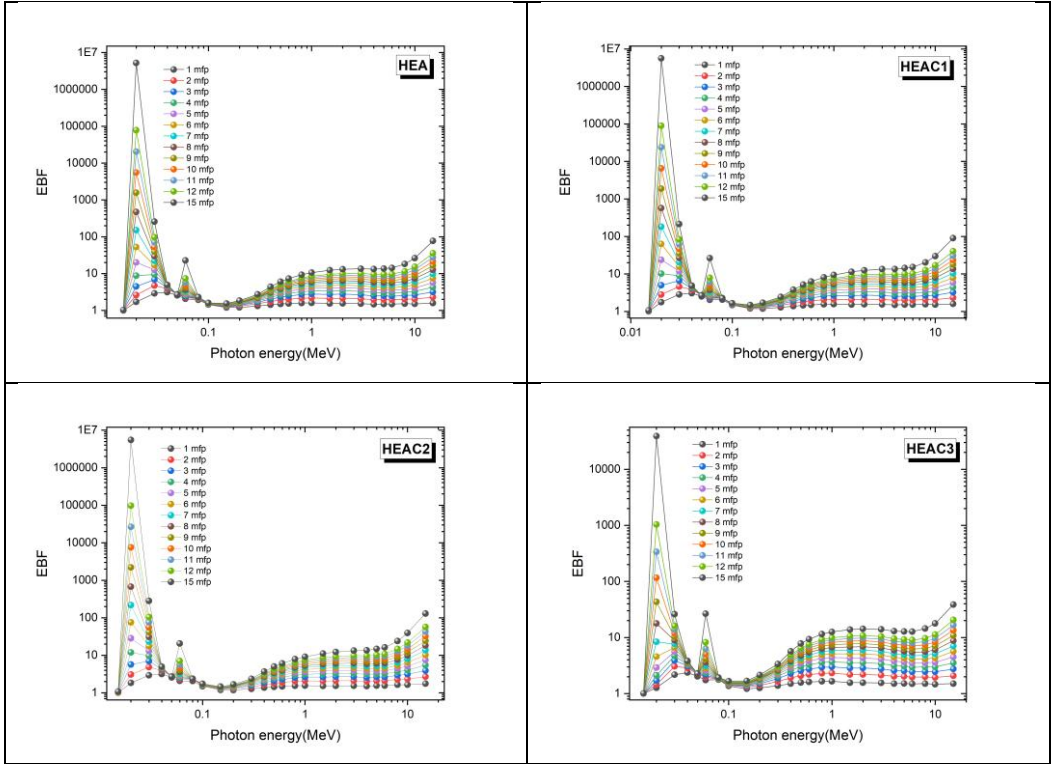 HEA
1E7
1000000
100000
10000
1000
100
10
1
EBF
1 mfp
2 mfp
3 mfp
4 mfp
5 mfp
6 mfp
7 mfp
8 mfp
9 mfp
10 mfp
11 mfp
12 mfp
15 mfp
0.1 1 10
Photon energy(MeV)
HEAC1
1E7
1000000
100000
10000
1000
100
10
1
EBF
1 mfp
2 mfp
3 mfp
4 mfp
5 mfp
6 mfp
7 mfp
8 mfp
9 mfp
10 mfp
11 mfp
12 mfp
15 mfp
0.01 0.1 1 10
Photon energy(MeV)
HEAC2
1E7
1000000
100000
10000
1000
100
10
1
EBF
1 mfp
2 mfp
3 mfp
4 mfp
5 mfp
6 mfp
7 mfp
8 mfp
9 mfp
10 mfp
11 mfp
12 mfp
15 mfp
0.1 1 10
Photon energy(MeV)
HEAC3
10000
1000
100
10
1
EBF
1 mfp
2 mfp
3 mfp
4 mfp
5 mfp
6 mfp
7 mfp
8 mfp
9 mfp
10 mfp
11 mfp
12 mfp
15 mfp
0.1 1 10
Photon energy(MeV)